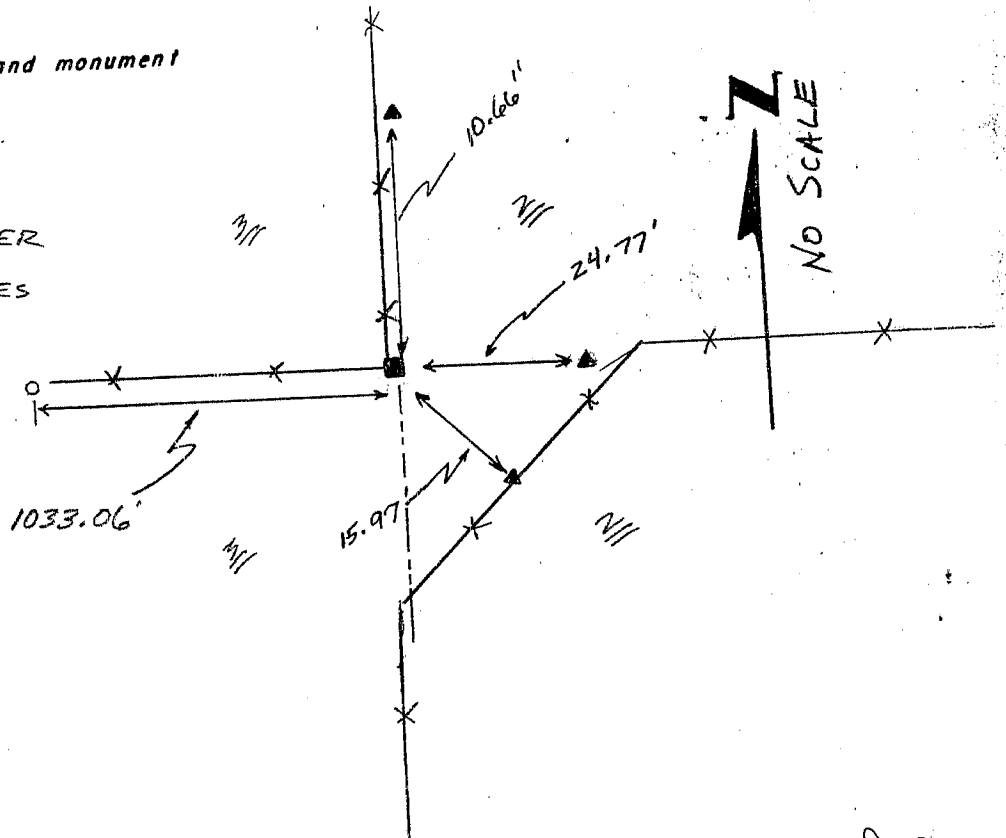 and monument
10.66'
N
NO SCALE
ER
ES
24.77'
1033.06'
15.97